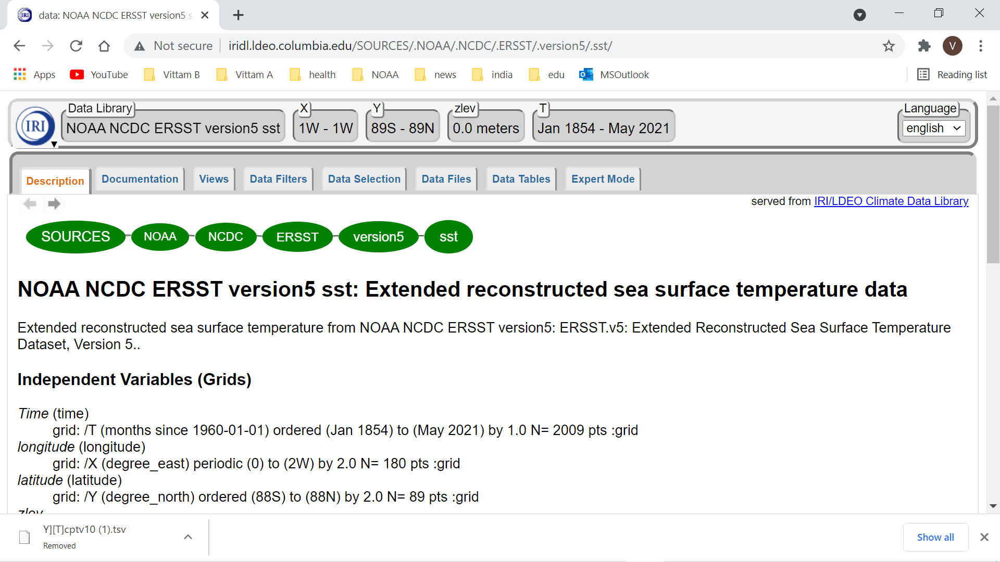 data: NOAA NCDC ERSST version5 s
Not secure iridl.ldeo.columbia.edu/SOURCES/.NOAA/.NCDC/.ERSST/.version5/.sst/ V
Apps YouTube Vittam B Vittam A health NOAA news india edu MSOutlook Reading list
IRI
Data Library X Y zlev T Language
NOAA NCDC ERSST version5 sst 1W - 1W 89S - 89N 0.0 meters Jan 1854 - May 2021 english
Description Documentation Views Data Filters Data Selection Data Files Data Tables Expert Mode
served from IRI/LDEO Climate Data Library
SOURCES NOAA NCDC ERSST version5 sst
NOAA NCDC ERSST version5 sst: Extended reconstructed sea surface temperature data
Extended reconstructed sea surface temperature from NOAA NCDC ERSST version5: ERSST.v5: Extended Reconstructed Sea Surface Temperature
Dataset, Version 5..
Independent Variables (Grids)
Time (time)
grid: /T (months since 1960-01-01) ordered (Jan 1854) to (May 2021) by 1.0 N= 2009 pts :grid
longitude (longitude)
grid: /X (degree_east) periodic (0) to (2W) by 2.0 N= 180 pts :grid
latitude (latitude)
grid: /Y (degree_north) ordered (88S) to (88N) by 2.0 N= 89 pts :grid
zlev
Y][T]cptv10 (1).tsv
Removed
Show all